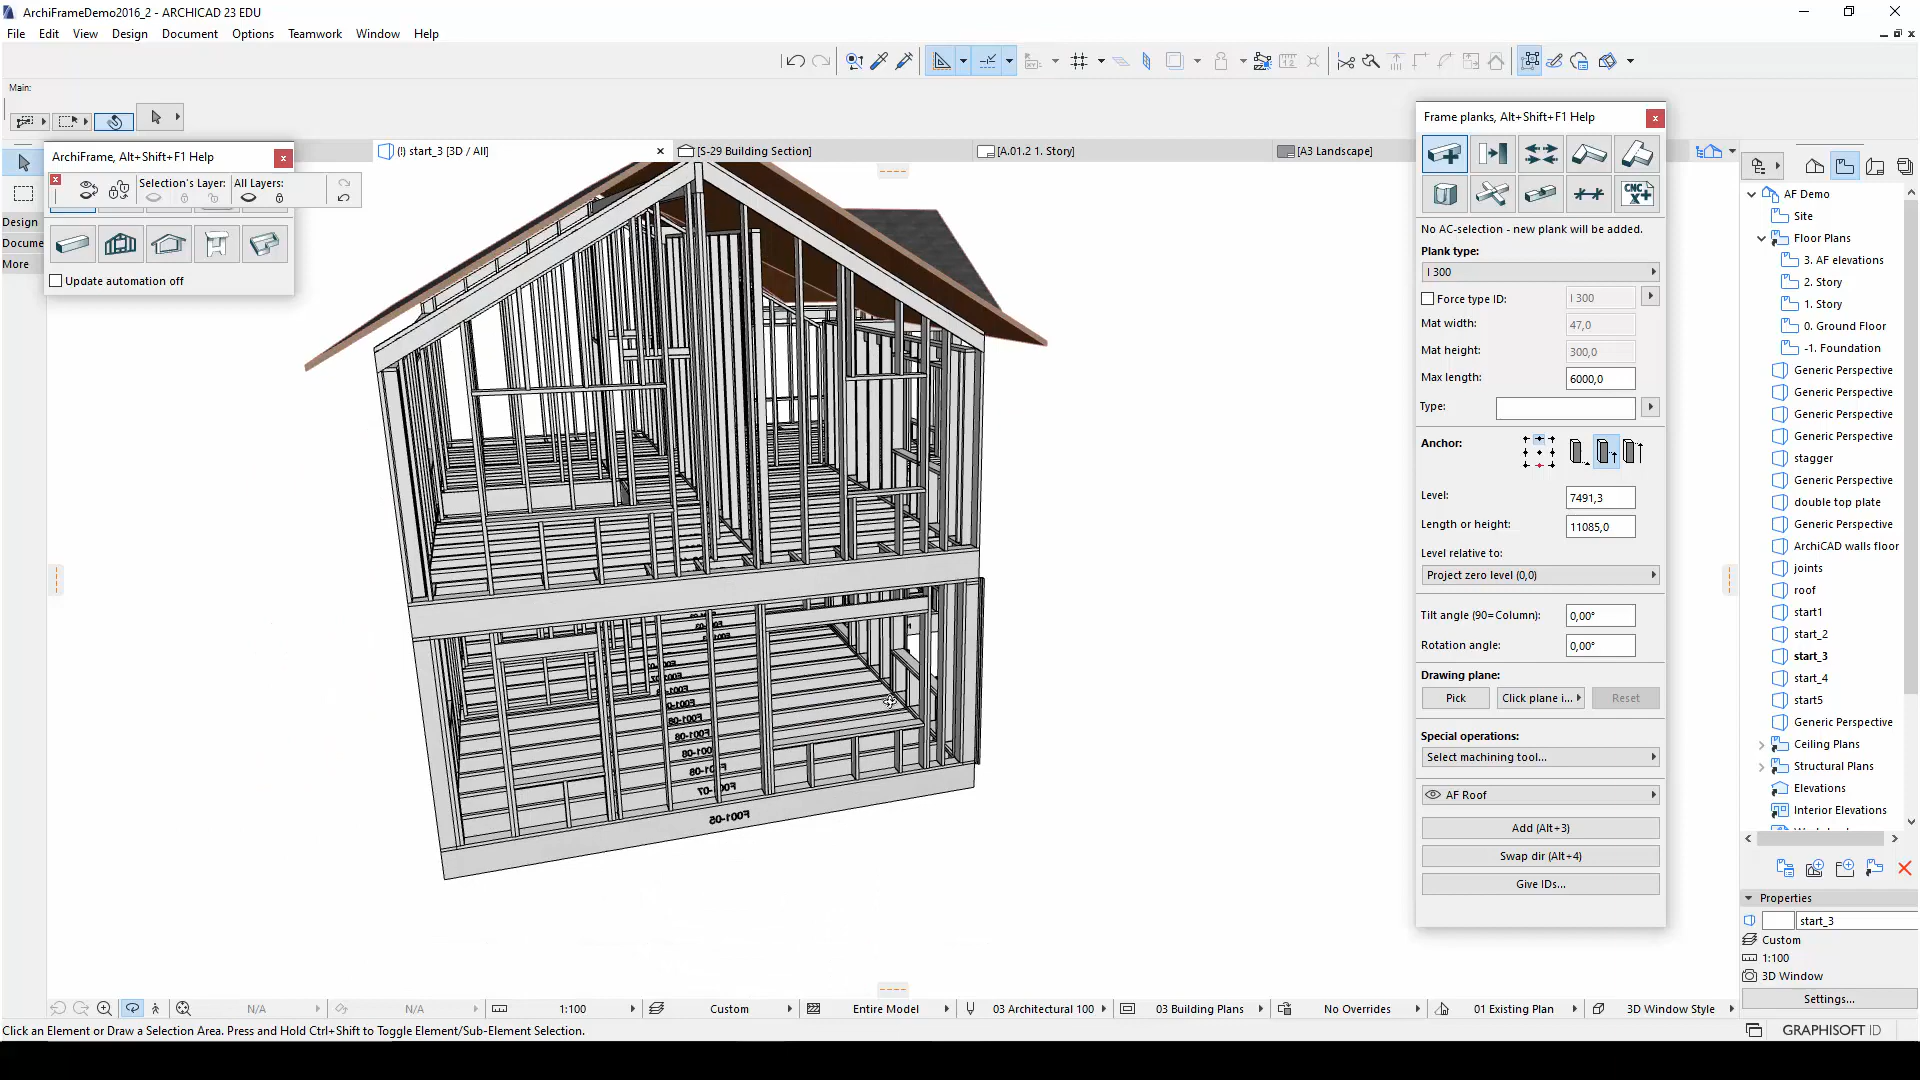 ArchiFrameDemo2016_2 - ARCHICAD 23 EDU
File Edit View Design Document Options Teamwork Window Help
Main:
ArchiFrame, Alt+Shift+F1 Help
Selection's Layer: All Layers:
Update automation off
Design
Docume
More
(!) start_3 [3D / All]
[S-29 Building Section]
[A.01.2 1. Story]
[A3 Landscape]
F001-08
F001-08
F001-08
F001-07
F001-05
Frame planks, Alt+Shift+F1 Help
No AC-selection - new plank will be added.
Plank type:
I 300
Force type ID: I 300
Mat width: 47,0
Mat height: 300,0
Max length: 6000,0
Type:
Anchor:
Level: 7491,3
Length or height: 11085,0
Level relative to:
Project zero level (0,0)
Tilt angle (90=Column): 0,00°
Rotation angle: 0,00°
Drawing plane:
Pick Click plane i... Reset
Special operations:
Select machining tool...
AF Roof
Add (Alt+3)
Swap dir (Alt+4)
Give IDs...
AF Demo
Site
Floor Plans
3. AF elevations
2. Story
1. Story
0. Ground Floor
-1. Foundation
Generic Perspective
Generic Perspective
Generic Perspective
Generic Perspective
stagger
Generic Perspective
double top plate
Generic Perspective
ArchiCAD walls floor
joints
roof
start1
start_2
start_3
start_4
start5
Generic Perspective
Ceiling Plans
Structural Plans
Elevations
Interior Elevations
Properties
start_3
Custom
1:100
3D Window
Settings...
N/A N/A 1:100 Custom Entire Model 03 Architectural 100 03 Building Plans No Overrides 01 Existing Plan 3D Window Style
Click an Element or Draw a Selection Area. Press and Hold Ctrl+Shift to Toggle Element/Sub-Element Selection.
GRAPHISOFT ID